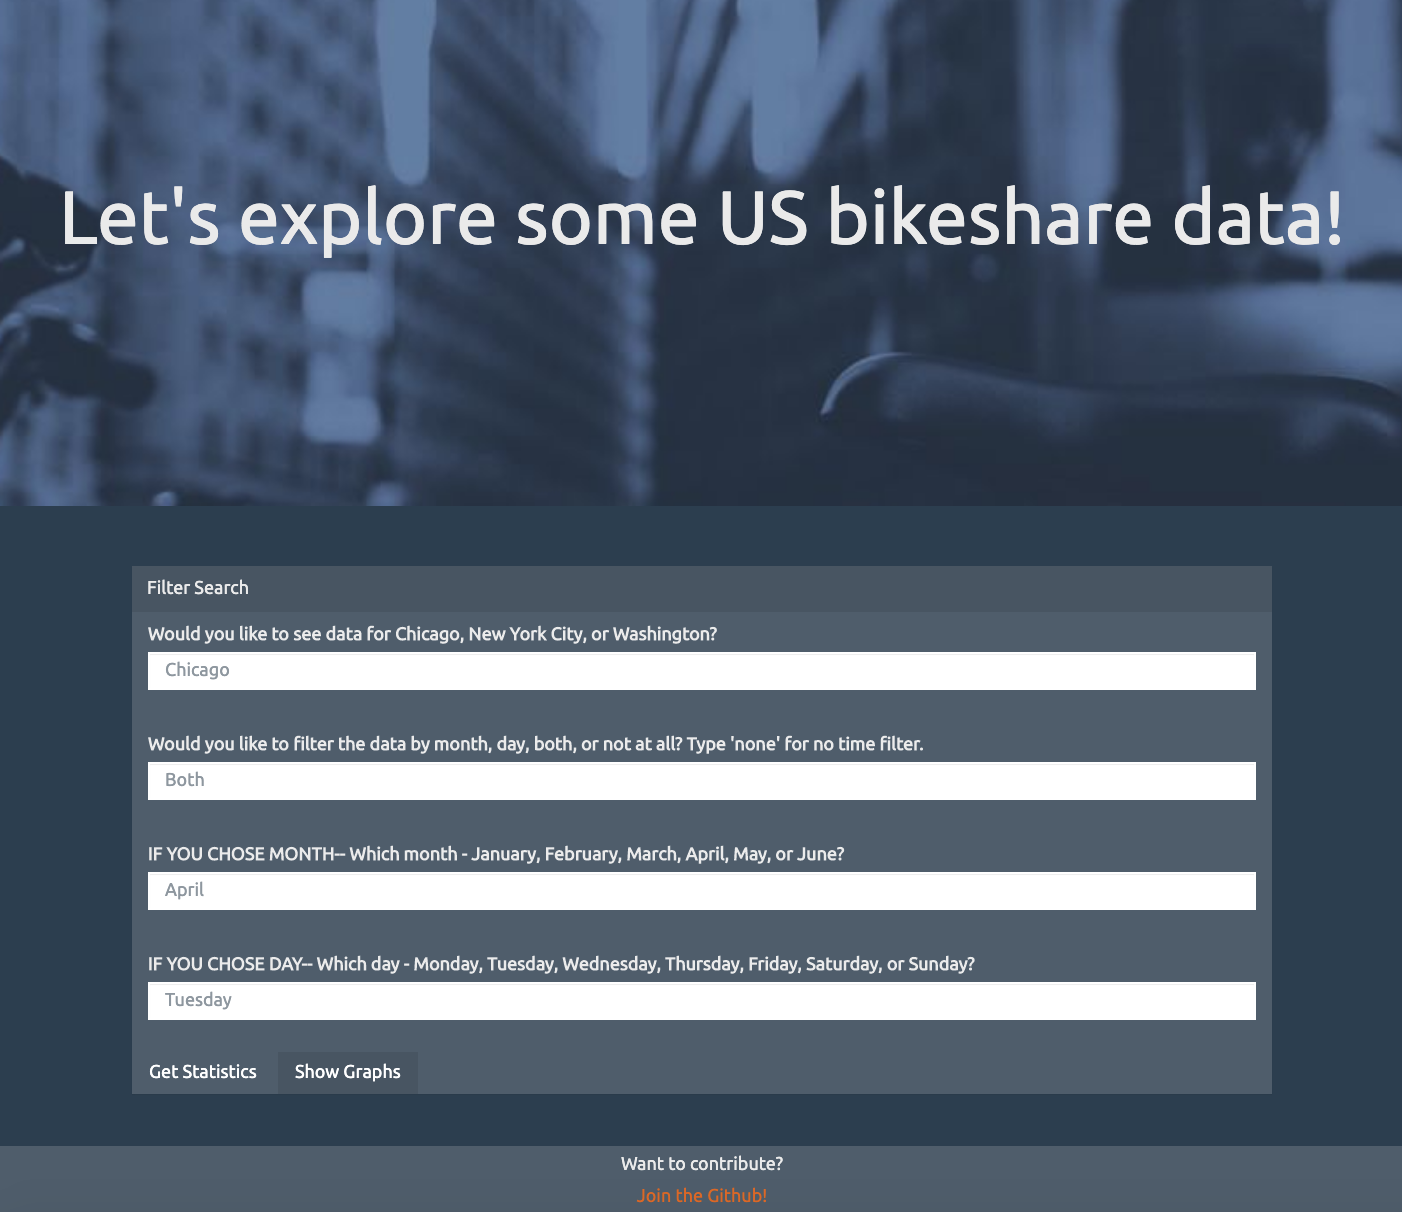 Let's explore some US bikeshare data!
Filter Search
Would you like to see data for Chicago, New York City, or Washington?
Chicago
Would you like to filter the data by month, day, both, or not at all? Type 'none' for no time filter.
Both
IF YOU CHOSE MONTH-- Which month - January, February, March, April, May, or June?
April
IF YOU CHOSE DAY-- Which day - Monday, Tuesday, Wednesday, Thursday, Friday, Saturday, or Sunday?
Tuesday
Get Statistics Show Graphs
Want to contribute?
Join the Github!